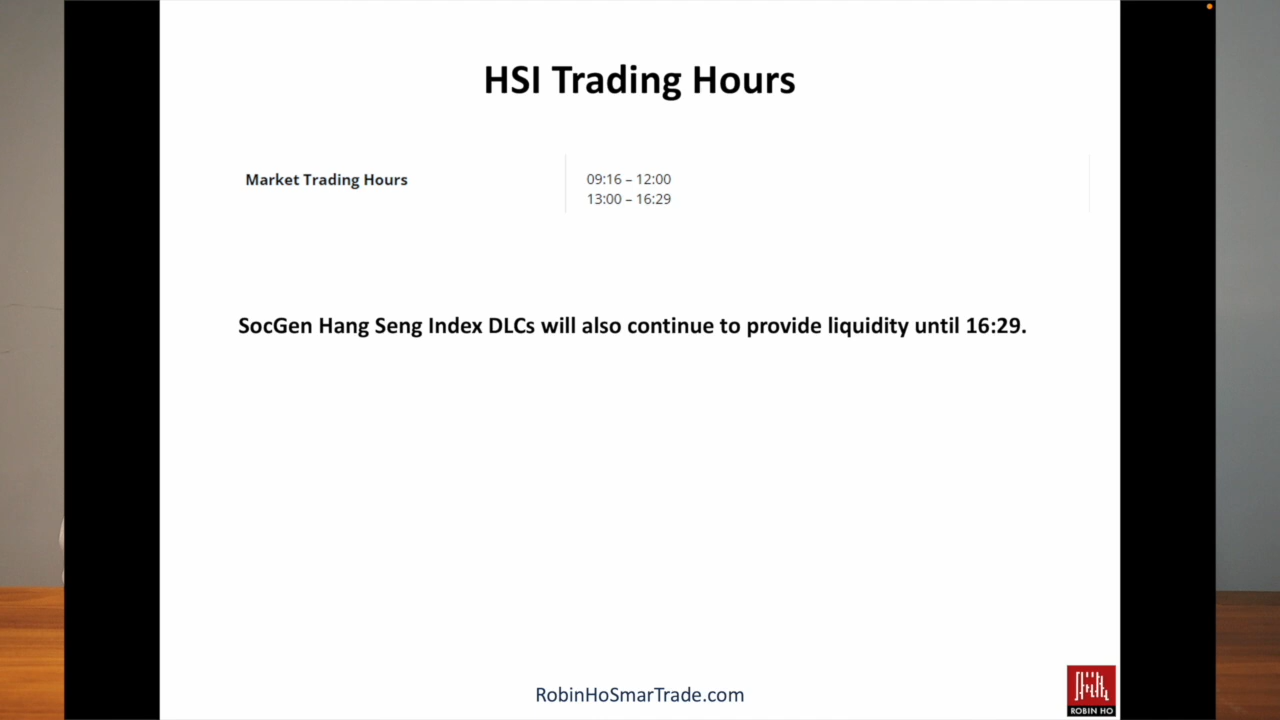 HSI Trading Hours
Market Trading Hours
09:16 – 12:00
13:00 – 16:29
SocGen Hang Seng Index DLCs will also continue to provide liquidity until 16:29.
RobinHoSmarTrade.com
ROBIN HO